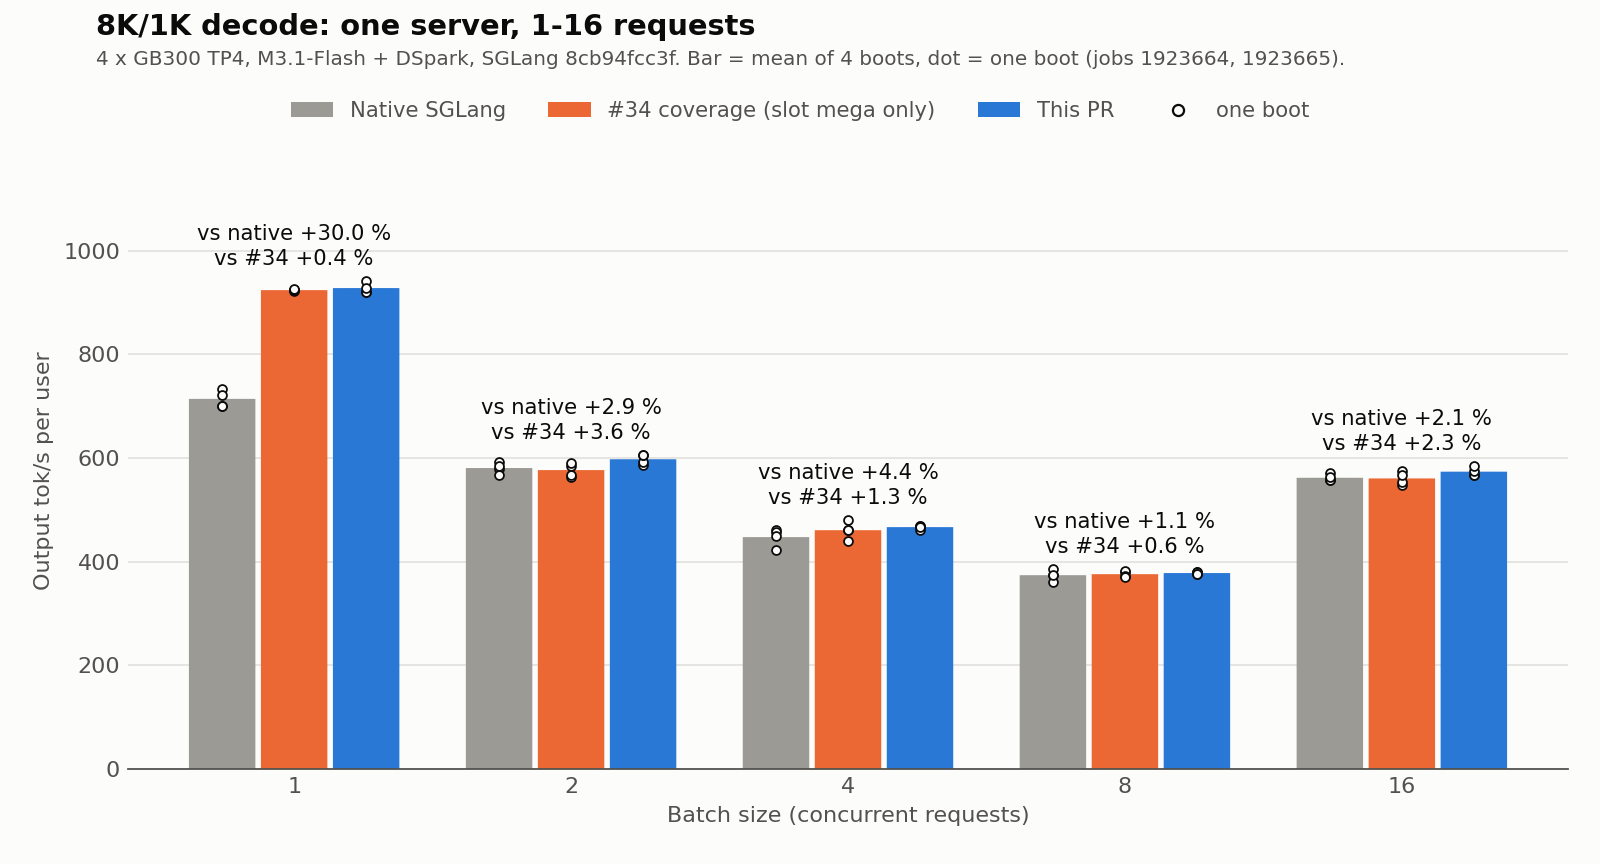 8K/1K decode: one server, 1-16 requests
4 x GB300 TP4, M3.1-Flash + DSpark, SGLang 8cb94fcc3f. Bar = mean of 4 boots, dot = one boot (jobs 1923664, 1923665).
Native SGLang #34 coverage (slot mega only) This PR one boot
vs native +30.0 %
vs #34 +0.4 %
vs native +2.9 %
vs #34 +3.6 %
vs native +4.4 %
vs #34 +1.3 %
vs native +1.1 %
vs #34 +0.6 %
vs native +2.1 %
vs #34 +2.3 %
Output tok/s per user
1000
800
600
400
200
0
1 2 4 8 16
Batch size (concurrent requests)